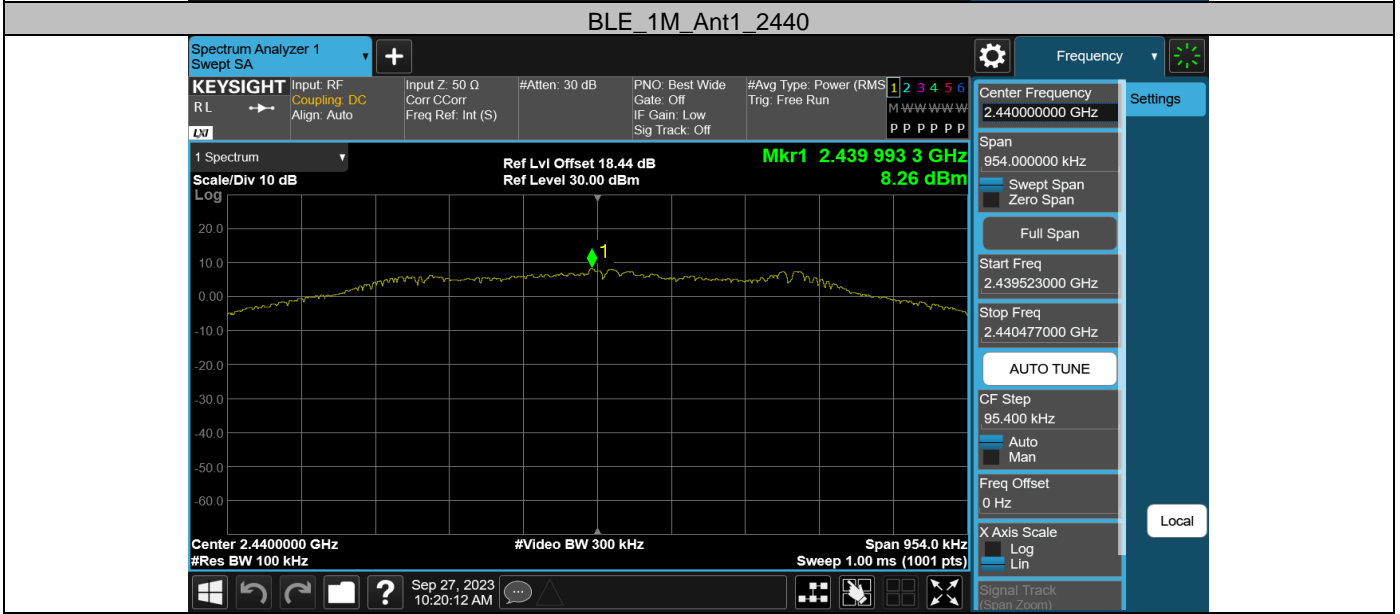 BLE_1M_Ant1_2440
Spectrum Analyzer 1
Swept SA
+
Frequency
KEYSIGHT
RL
LXI
Input: RF
Coupling: DC
Align: Auto
Input Z: 50 Ω
Corr CCorr
Freq Ref: Int (S)
#Atten: 30 dB
PNO: Best Wide
Gate: Off
IF Gain: Low
Sig Track: Off
#Avg Type: Power (RMS
Trig: Free Run
1 2 3 4 5 6
M W W W W W
P P P P P P
1 Spectrum
Scale/Div 10 dB
Log
Ref Lvl Offset 18.44 dB
Ref Level 30.00 dBm
Mkr1 2.439 993 3 GHz
8.26 dBm
1
20.0
10.0
0.00
-10.0
-20.0
-30.0
-40.0
-50.0
-60.0
Center 2.4400000 GHz
#Res BW 100 kHz
#Video BW 300 kHz
Span 954.0 kHz
Sweep 1.00 ms (1001 pts)
Sep 27, 2023
10:20:12 AM
?
Center Frequency
2.440000000 GHz
Span
954.000000 kHz
Swept Span
Zero Span
Full Span
Start Freq
2.439523000 GHz
Stop Freq
2.440477000 GHz
AUTO TUNE
CF Step
95.400 kHz
Auto
Man
Freq Offset
0 Hz
X Axis Scale
Log
Lin
Signal Track
(Span Zoom)
Settings
Local